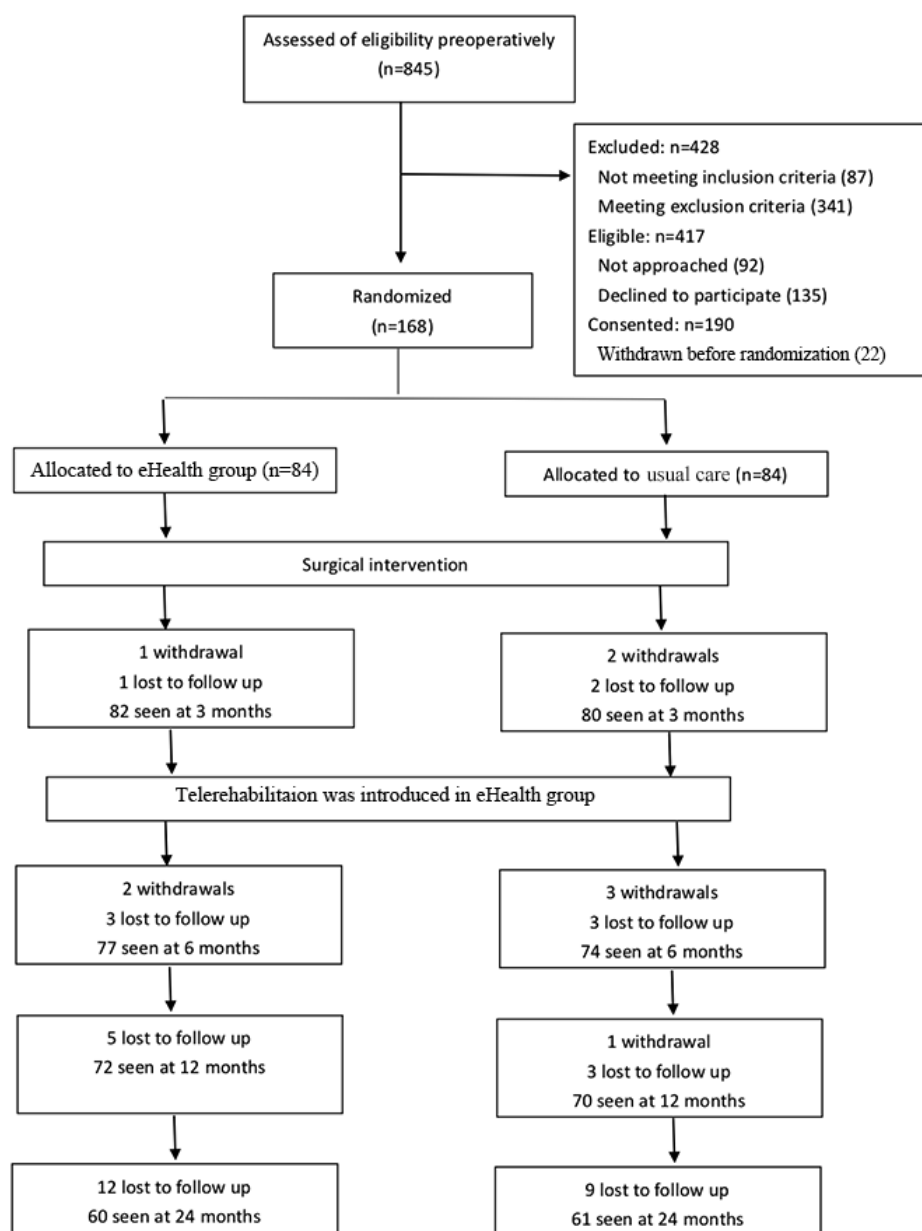 Assessed of eligibility preoperatively
(n=845)
Excluded: n=428
Not meeting inclusion criteria (87)
Meeting exclusion criteria (341)
Eligible: n=417
Not approached (92)
Declined to participate (135)
Consented: n=190
Withdrawn before randomization (22)
Randomized
(n=168)
Allocated to eHealth group (n=84)
Allocated to usual care (n=84)
Surgical intervention
1 withdrawal
1 lost to follow up
82 seen at 3 months
2 withdrawals
2 lost to follow up
80 seen at 3 months
Telerehabilitaion was introduced in eHealth group
2 withdrawals
3 lost to follow up
77 seen at 6 months
3 withdrawals
3 lost to follow up
74 seen at 6 months
5 lost to follow up
72 seen at 12 months
1 withdrawal
3 lost to follow up
70 seen at 12 months
12 lost to follow up
60 seen at 24 months
9 lost to follow up
61 seen at 24 months